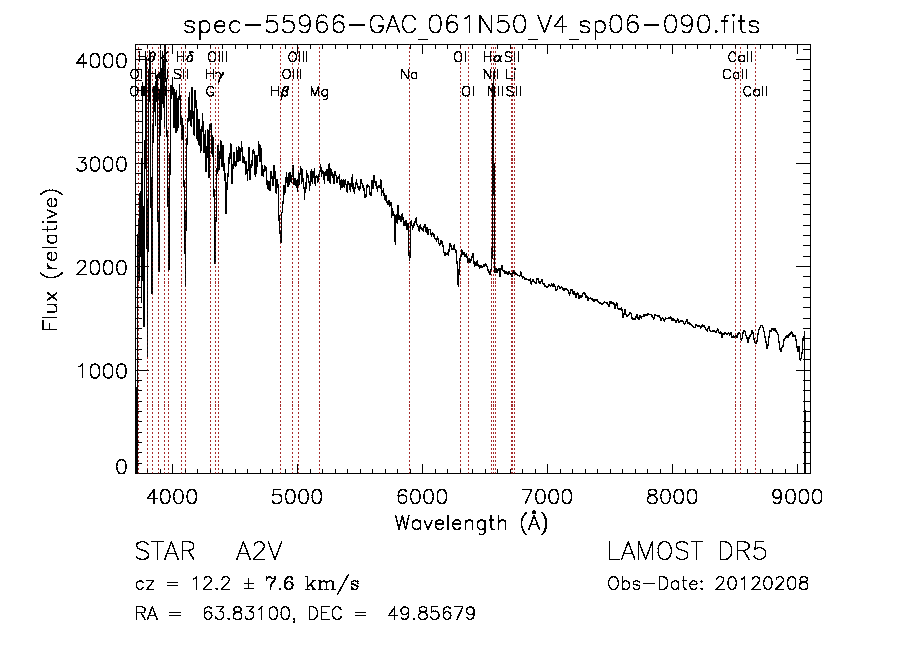 spec-55966-GAC_061N50_V4_sp06-090.fits
Hδ OIII OIII OI Hα SII CaII
SII Hγ OIII Na NII Li CaII
G Hβ Mg OI NII SII CaII
4000
3000
2000
1000
0
Flux (relative)
4000 5000 6000 7000 8000 9000
Wavelength (Å)
STAR A2V LAMOST DR5
cz = 12.2 ± 7.6 km/s Obs-Date: 20120208
RA = 63.83100, DEC = 49.85679